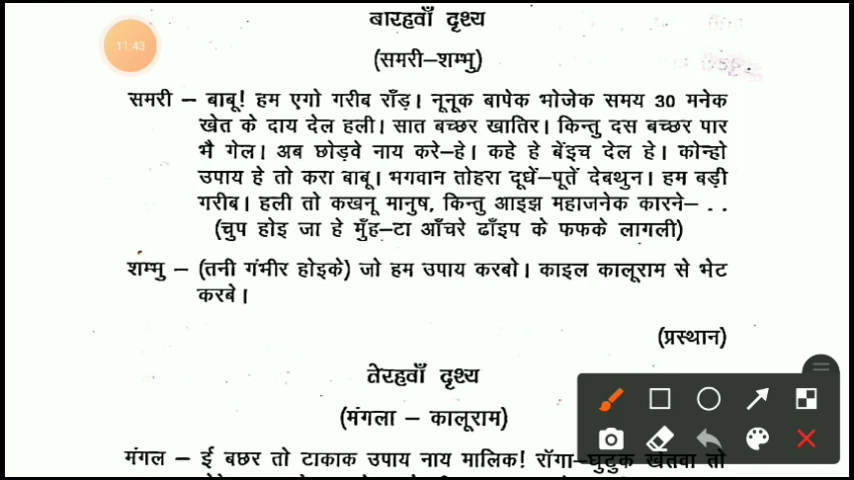 बारहवाँ दृश्य
11:43
(समरी–शम्भु)
समरी – बाबू! हम एगो गरीब राँड़। नूनूक बापेक भोजेक समय 30 मनेक
खेत के दाय देल हली। सात बच्छर खातिर। किन्तु दस बच्छर पार
भै गेल। अब छोड़वे नाय करे–हे। कहे हे बेंइच देल हे। कोन्हो
उपाय हे तो करा बाबू। भगवान तोहरा दूधें–पूतें देबथुन। हम बड़ी
गरीब। हली तो कखनू मानुष, किन्तु आइझ महाजनेक कारने– . .
(चुप होइ जा हे मुँह–टा आँचरे ढाँइप के फफके लागली)
शम्भु – (तनी गंभीर होइके) जो हम उपाय करबो। काइल कालूराम से भेट
करबे।
(प्रस्थान)
तेरहवाँ दृश्य
(मंगला – कालूराम)
मंगल – ई बछर तो टाकाक उपाय नाय मालिक! राँगा–घुटुक खेतवा तो